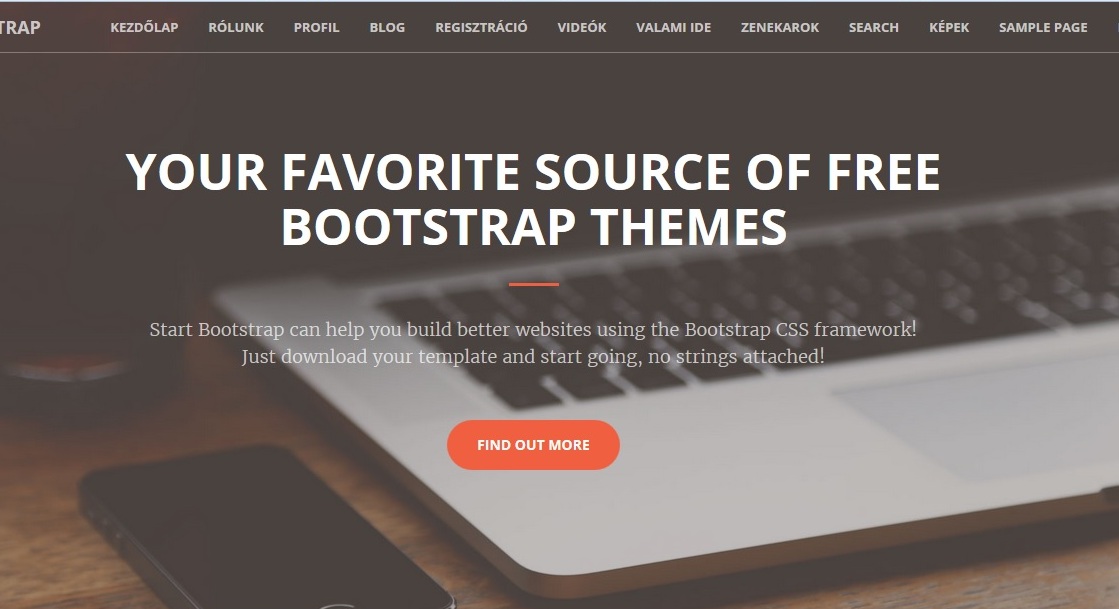 TRAP KEZDŐLAP RÓLUNK PROFIL BLOG REGISZTRÁCIÓ VIDEÓK VALAMI IDE ZENEKAROK SEARCH KÉPEK SAMPLE PAGE
YOUR FAVORITE SOURCE OF FREE
BOOTSTRAP THEMES
Start Bootstrap can help you build better websites using the Bootstrap CSS framework!
Just download your template and start going, no strings attached!
FIND OUT MORE